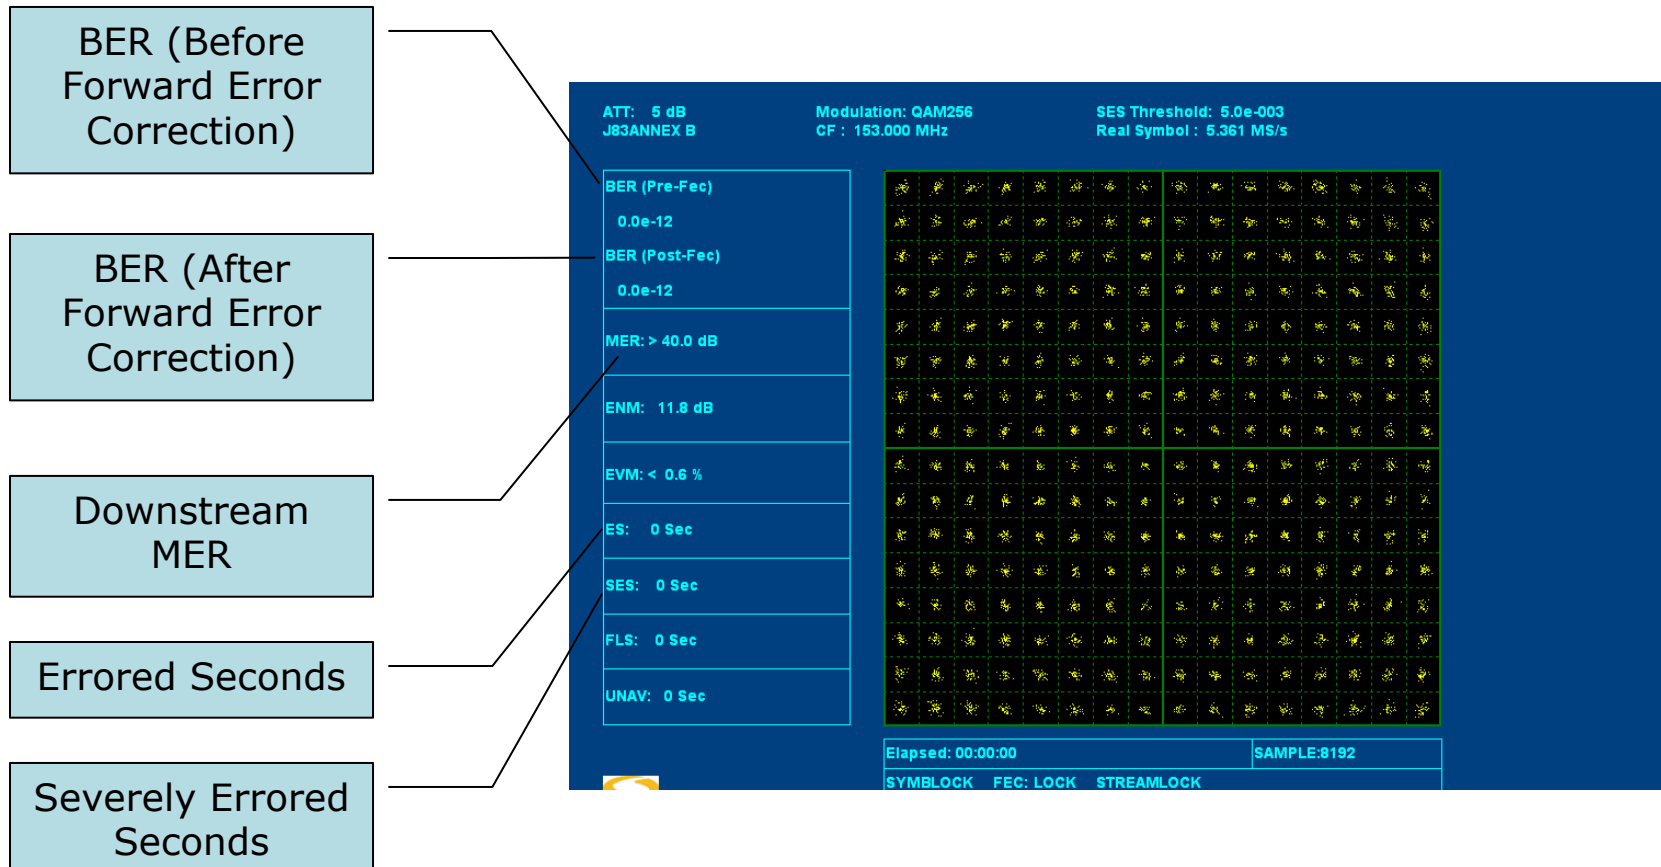 BER (Before
Forward Error
Correction)
BER (After
Forward Error
Correction)
Downstream
MER
Errored Seconds
Severely Errored
Seconds
ATT: 5 dB
Modulation: QAM256
SES Threshold: 5.0e-003
J83ANNEX B
CF : 153.000 MHz
Real Symbol : 5.361 MS/s
BER (Pre-Fec)
0.0e-12
BER (Post-Fec)
0.0e-12
MER: > 40.0 dB
ENM: 11.8 dB
EVM: < 0.6 %
ES: 0 Sec
SES: 0 Sec
FLS: 0 Sec
UNAV: 0 Sec
Elapsed: 00:00:00
SAMPLE:8192
SYMBLOCK FEC: LOCK STREAMLOCK